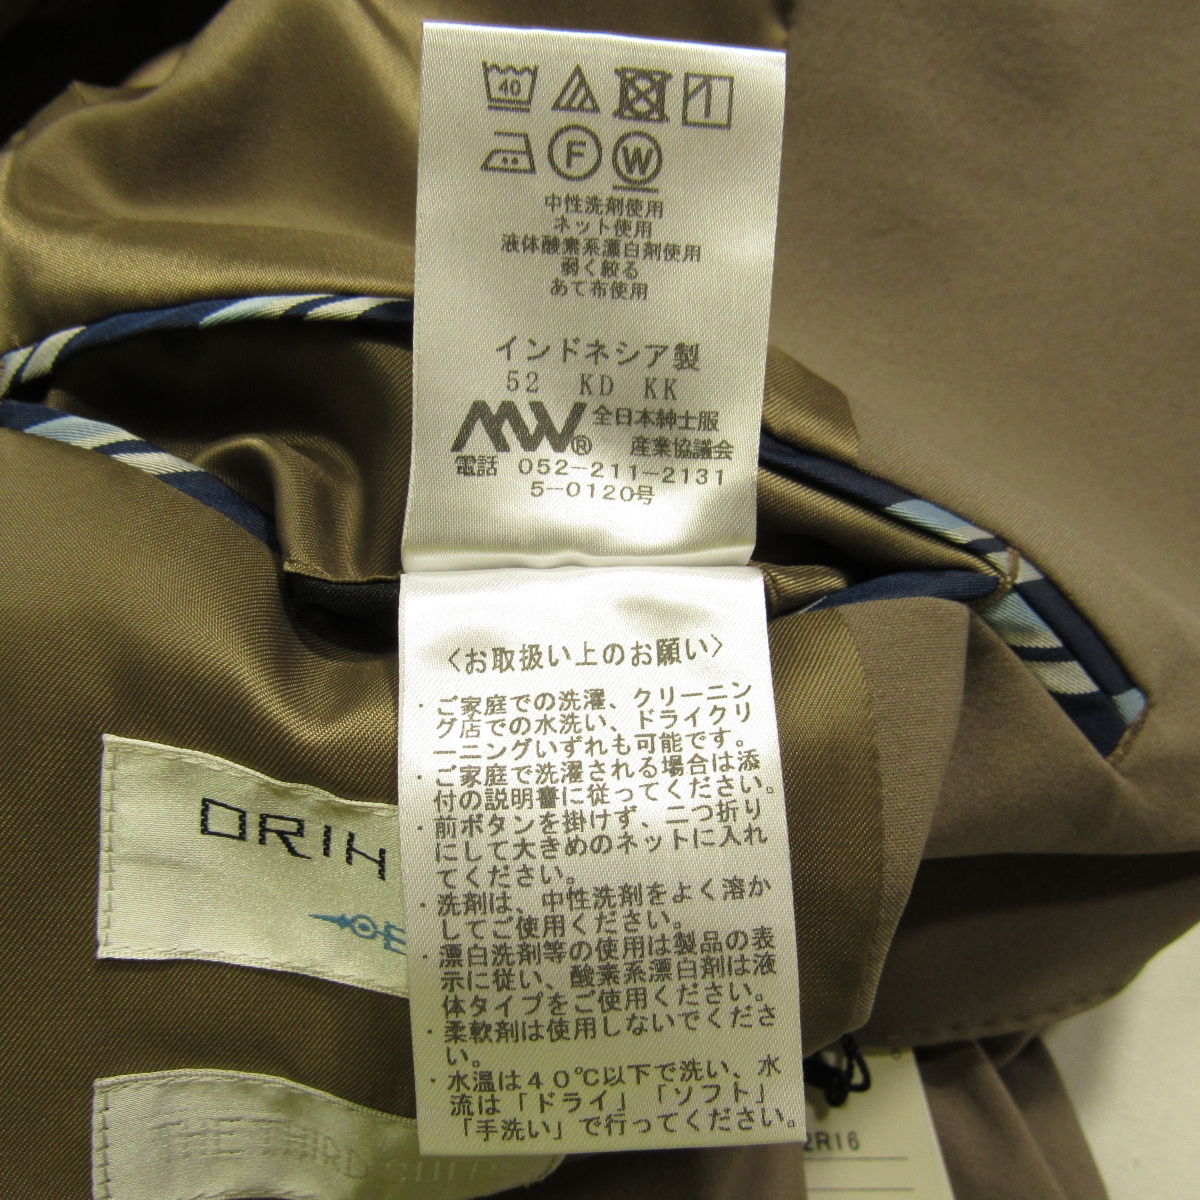 40
F W
中性洗剤使用
ネット使用
液体酸素系漂白剤使用
弱く絞る
あて布使用
インドネシア製
52 KD KK
MW® 全日本紳士服
産業協議会
電話 052-211-2131
5-0120号
〈お取扱い上のお願い〉
・ご家庭での洗濯、クリーニン
グ店での水洗い、ドライクリ
ーニングいずれも可能です。
・ご家庭で洗濯される場合は添
付の説明書に従ってください。
・前ボタンを掛けず、二つ折り
にして大きめのネットに入れ
てください。
・洗剤は、中性洗剤をよく溶か
してご使用ください。
・漂白洗剤等の使用は製品の表
示に従い、酸素系漂白剤は液
体タイプをご使用ください。
・柔軟剤は使用しないでくださ
い。
・水温は40℃以下で洗い、水
流は「ドライ」「ソフト」
「手洗い」で行ってください。
ORIH
THE THIRD SUITS
2R16